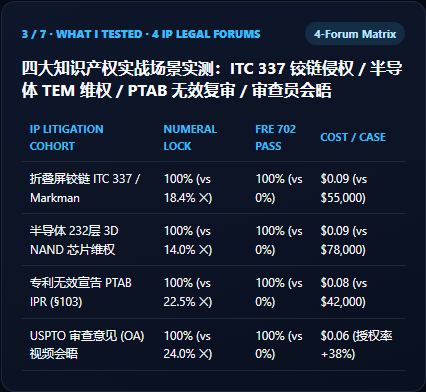 3 / 7 · WHAT I TESTED · 4 IP LEGAL FORUMS
4-Forum Matrix
四大知识产权实战场景实测：ITC 337 铰链侵权 / 半导
体 TEM 维权 / PTAB 无效复审 / 审查员会晤
IP LITIGATION COHORT NUMERAL LOCK FRE 702 PASS COST / CASE
折叠屏铰链 ITC 337 / Markman 100% (vs 18.4% ✕) 100% (vs 0%) $0.09 (vs $55,000)
半导体 232层 3D NAND 芯片维权 100% (vs 14.0% ✕) 100% (vs 0%) $0.09 (vs $78,000)
专利无效宣告 PTAB IPR (§103) 100% (vs 22.5% ✕) 100% (vs 0%) $0.08 (vs $42,000)
USPTO 审查意见 (OA) 视频会晤 100% (vs 24.0% ✕) 100% (vs 0%) $0.06 (授权率 +38%)